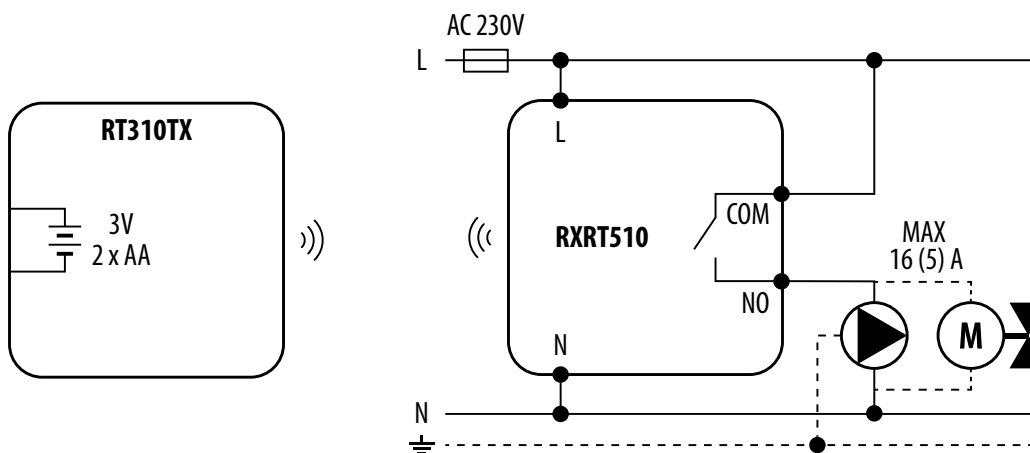 RT310TX
3V
2 x AA
AC 230V
L
L
RXRT510
COM
NO
N
N
MAX
16 (5) A
M